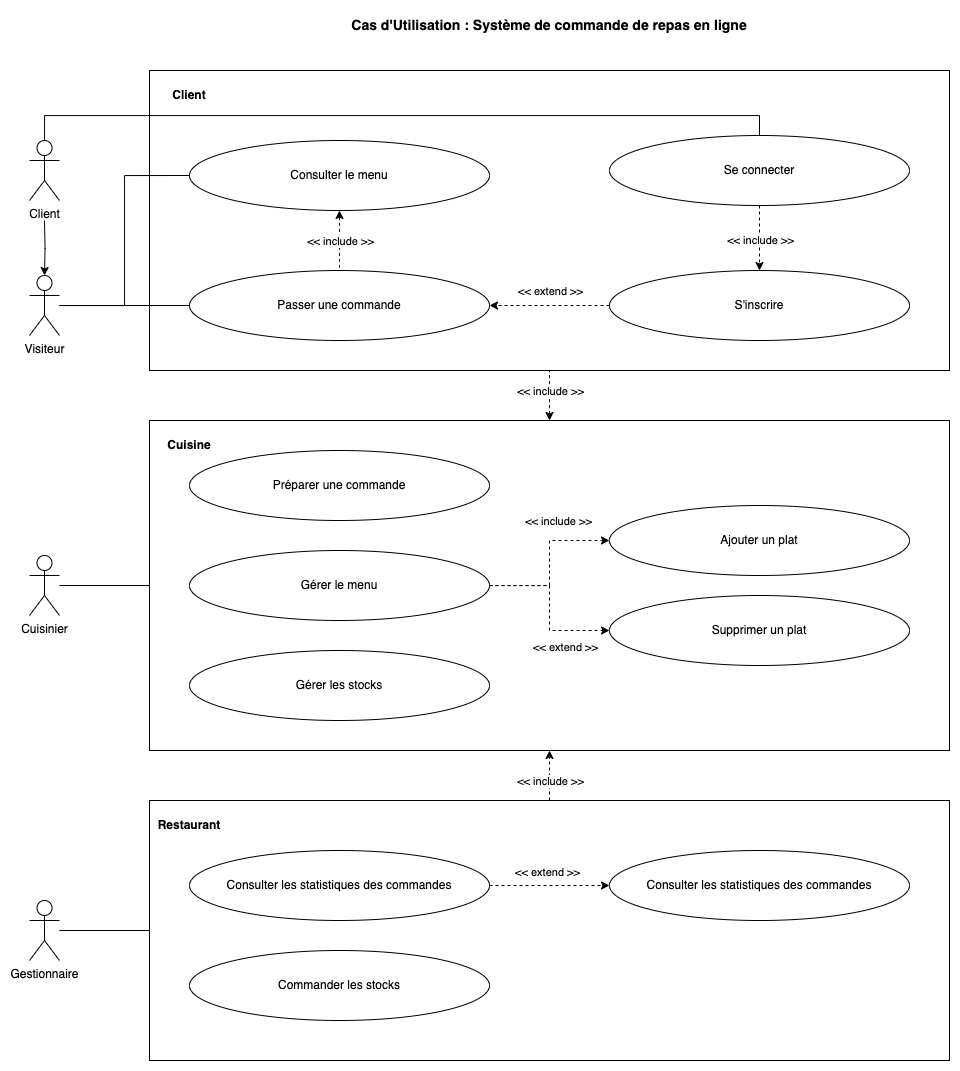 Cas d'Utilisation : Système de commande de repas en ligne
Client
Consulter le menu
Se connecter
Client
<< include >>
<< include >>
Passer une commande
<< extend >>
S'inscrire
Visiteur
<< include >>
Cuisine
Préparer une commande
<< include >>
Ajouter un plat
Gérer le menu
Cuisinier
Supprimer un plat
<< extend >>
Gérer les stocks
<< include >>
Restaurant
Consulter les statistiques des commandes
<< extend >>
Consulter les statistiques des commandes
Gestionnaire
Commander les stocks